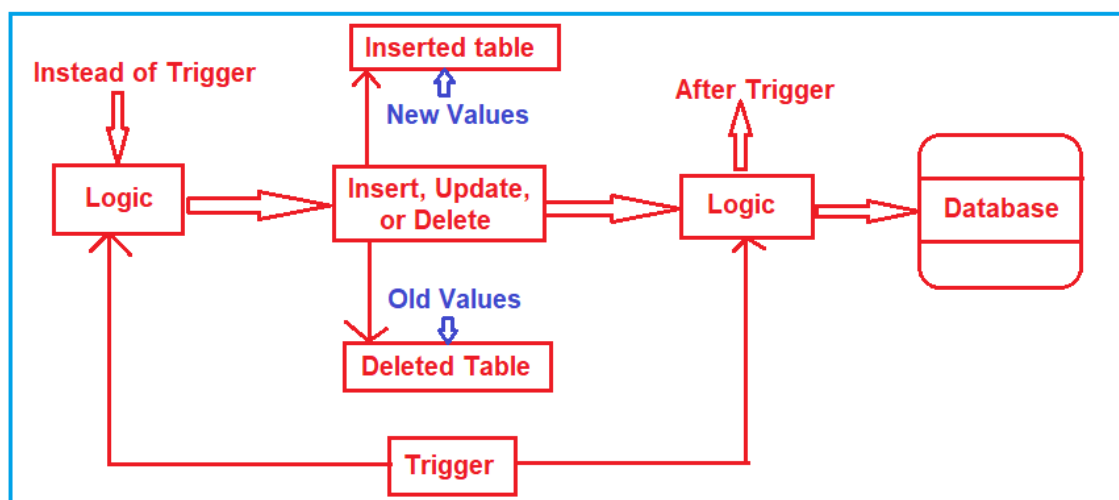 Inserted table
Instead of Trigger
New Values
After Trigger
Logic
Insert, Update,
or Delete
Logic
Database
Old Values
Deleted Table
Trigger